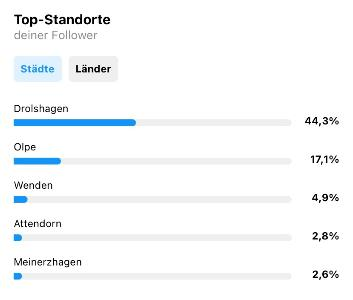 Top-Standorte
deiner Follower
Städte Länder
Drolshagen
44,3%
Olpe
17,1%
Wenden
4,9%
Attendorn
2,8%
Meinerzhagen
2,6%